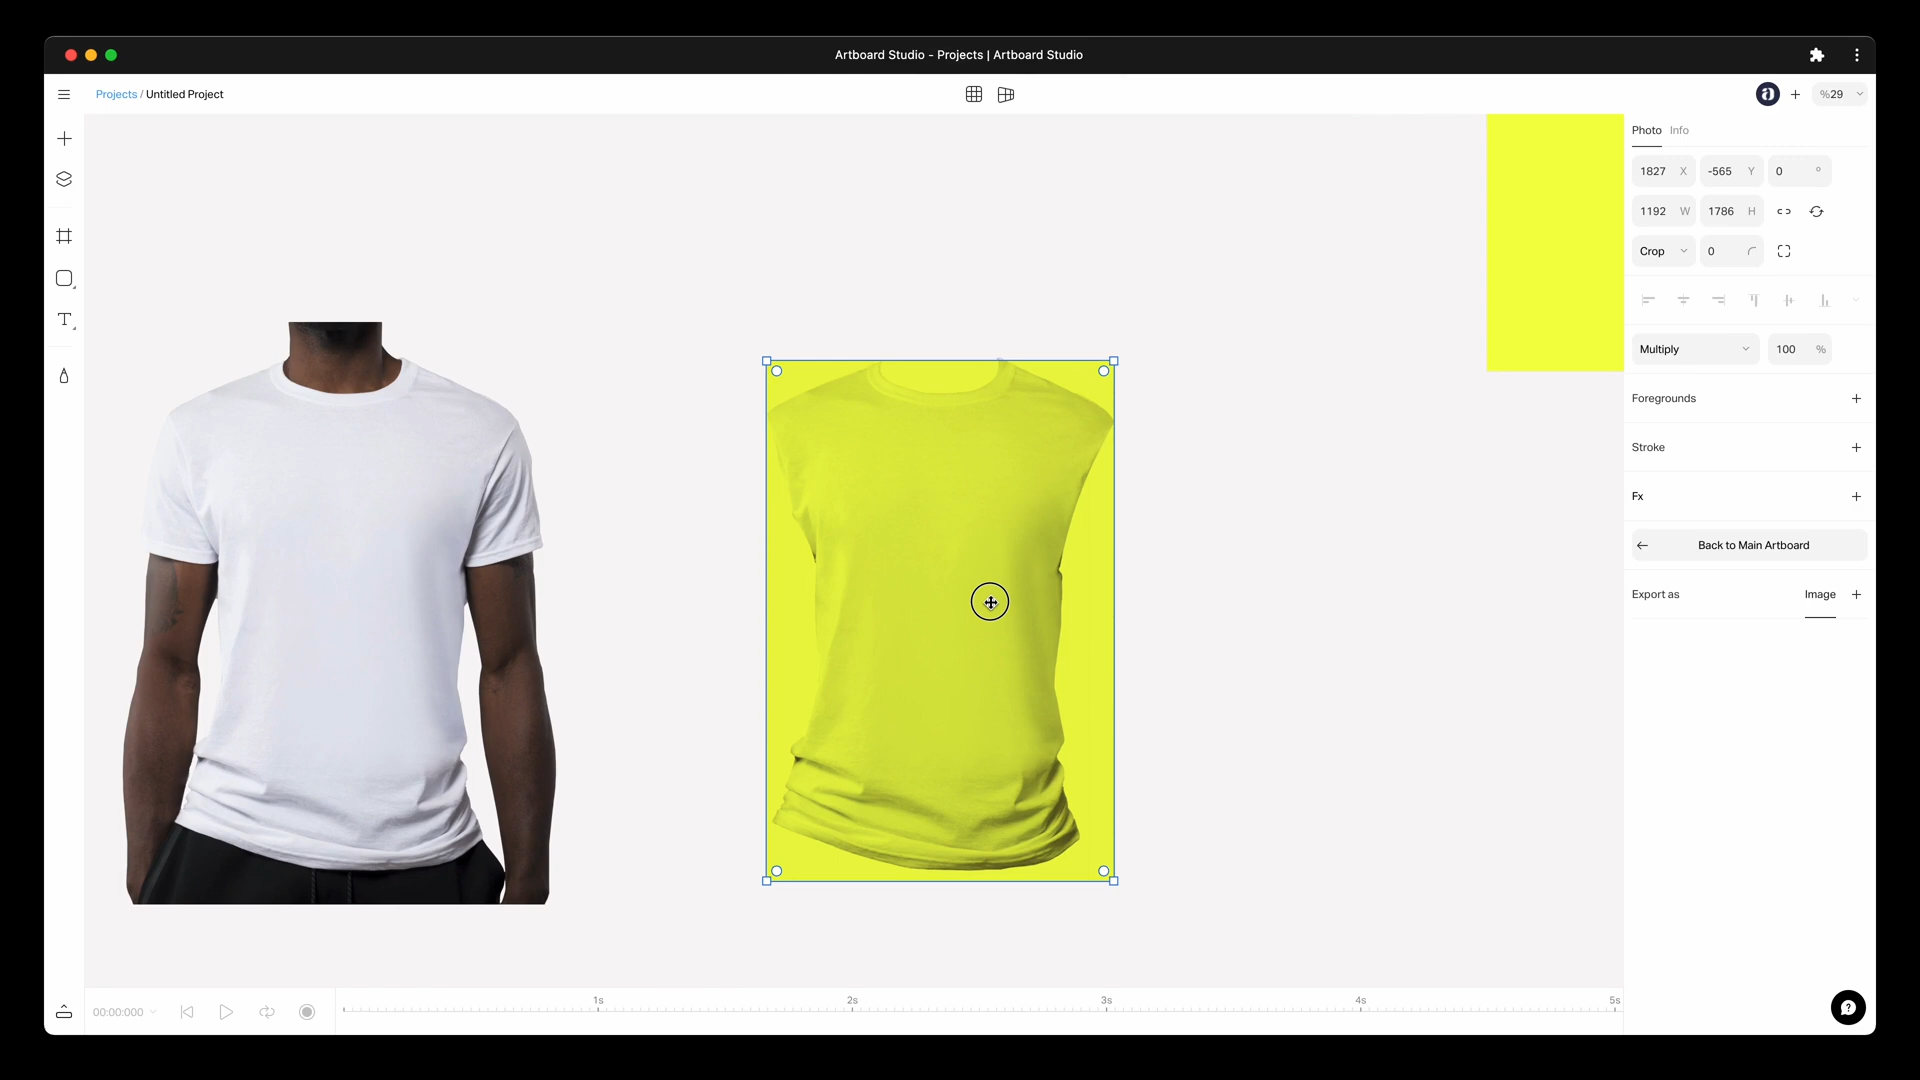 Artboard Studio - Projects | Artboard Studio
Projects / Untitled Project
%29
Photo Info
1827 X -565 Y 0 °
1192 W 1786 H
Crop 0
Multiply 100 %
Foregrounds
Stroke
Fx
Back to Main Artboard
Export as Image
00:00:000
1s 2s 3s 4s 5s